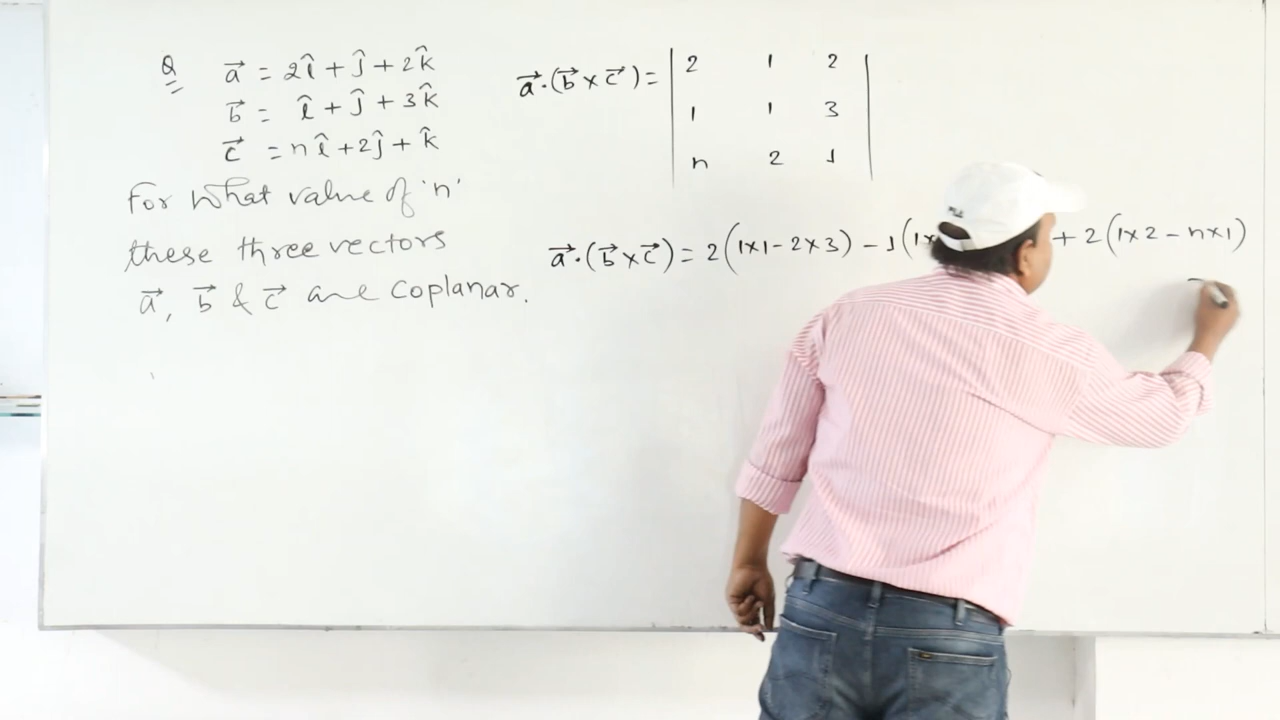 Q a⃗ = 2î + ĵ + 2k̂
b⃗ = î + ĵ + 3k̂
c⃗ = nî + 2ĵ + k̂
For what value of 'n'
these three vectors
a⃗, b⃗ & c⃗ are coplanar.
a⃗·(b⃗ × c⃗) = | 2 1 2 |
| 1 1 3 |
| n 2 1 |
a⃗·(b⃗ × c⃗) = 2(1×1 − 2×3) − 1(1× + 2(1×2 − n×1)